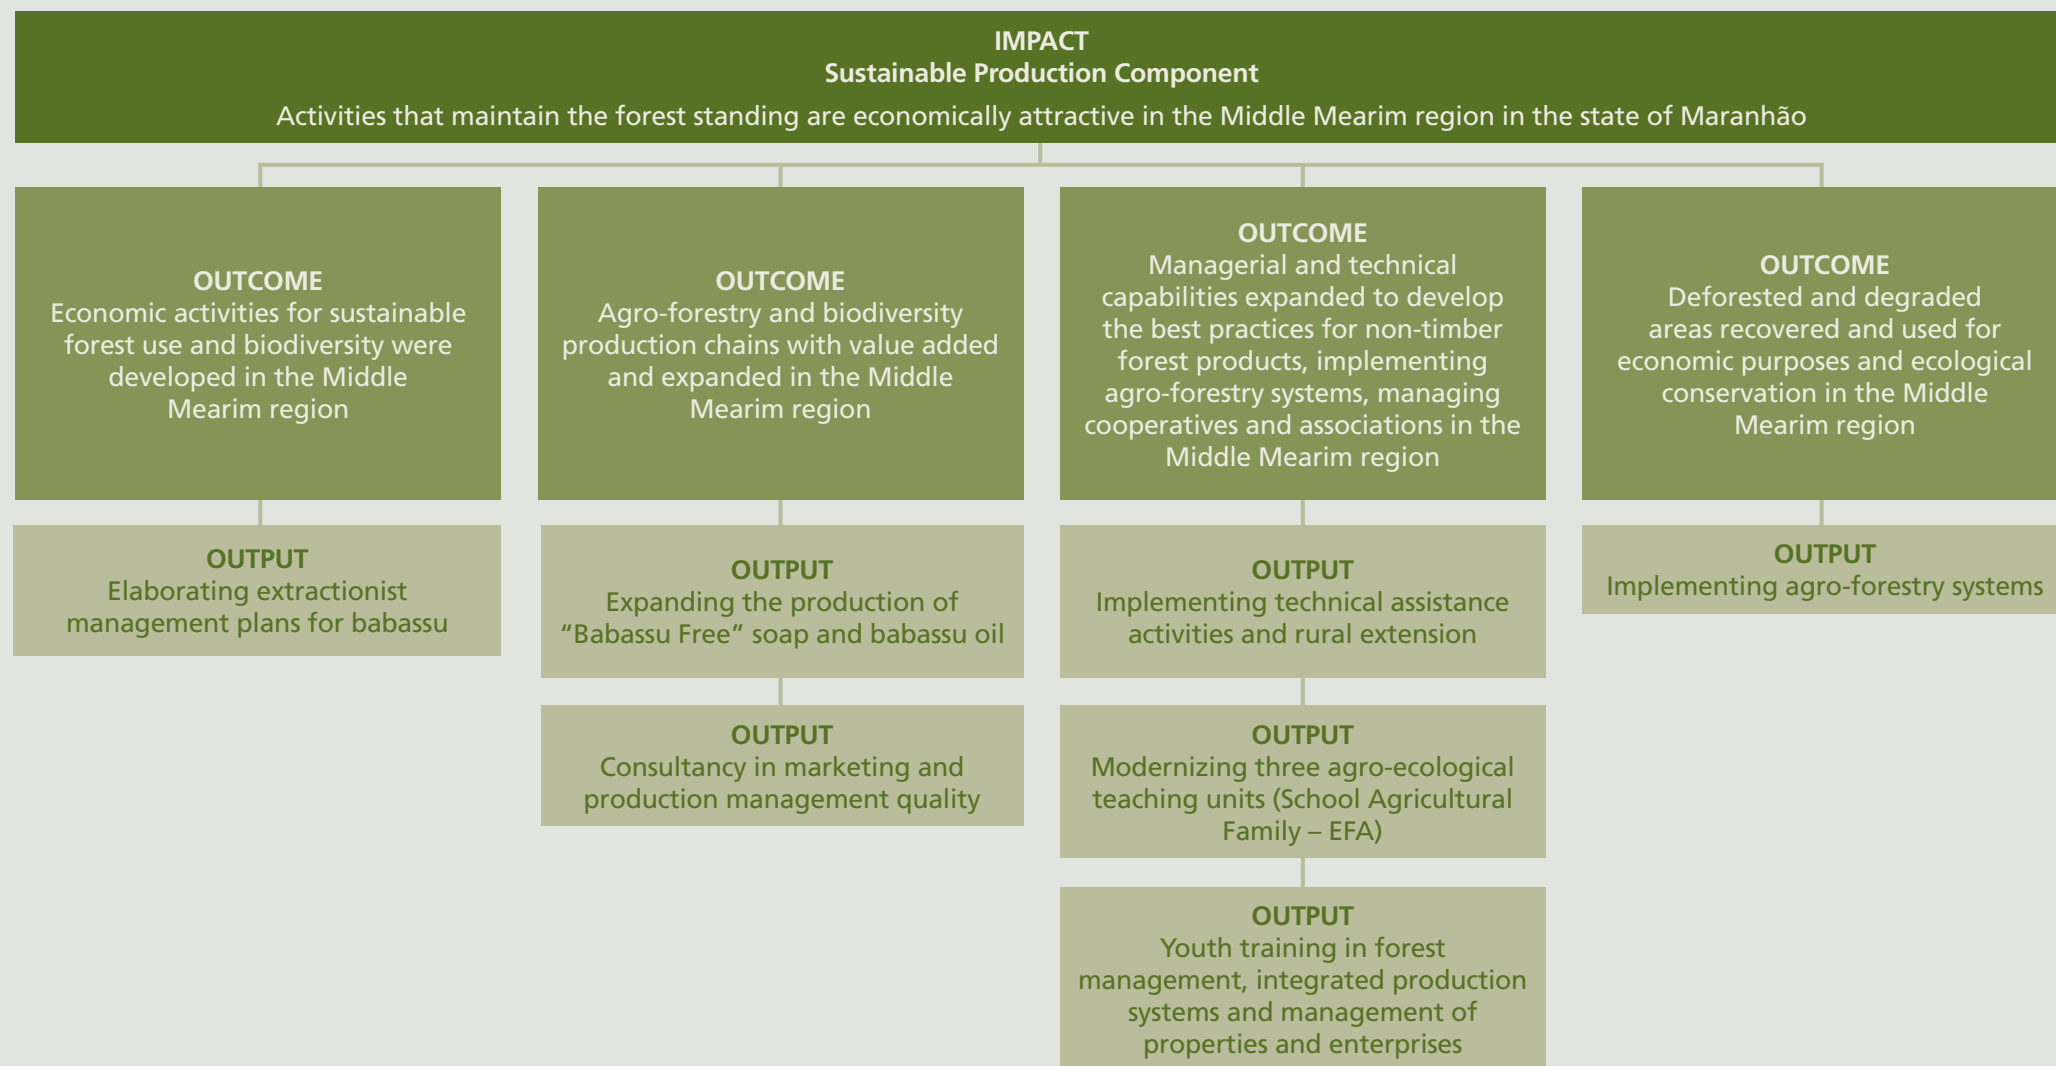 IMPACT
Sustainable Production Component
Activities that maintain the forest standing are economically attractive in the Middle Mearim region in the state of Maranhão
OUTCOME
Economic activities for sustainable
forest use and biodiversity were
developed in the Middle
Mearim region
OUTCOME
Agro-forestry and biodiversity
production chains with value added
and expanded in the Middle
Mearim region
OUTCOME
Managerial and technical
capabilities expanded to develop
the best practices for non-timber
forest products, implementing
agro-forestry systems, managing
cooperatives and associations in the
Middle Mearim region
OUTCOME
Deforested and degraded
areas recovered and used for
economic purposes and ecological
conservation in the Middle
Mearim region
OUTPUT
Elaborating extractionist
management plans for babassu
OUTPUT
Expanding the production of
“Babassu Free” soap and babassu oil
OUTPUT
Implementing technical assistance
activities and rural extension
OUTPUT
Implementing agro-forestry systems
OUTPUT
Consultancy in marketing and
production management quality
OUTPUT
Modernizing three agro-ecological
teaching units (School Agricultural
Family – EFA)
OUTPUT
Youth training in forest
management, integrated production
systems and management of
properties and enterprises